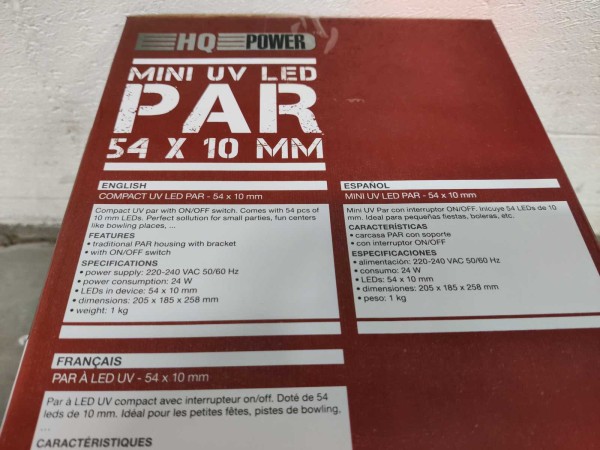 HQ POWER
MINI UV LED
PAR
54 X 10 MM
ENGLISH
COMPACT UV LED PAR - 54 x 10 mm
Compact UV par with ON/OFF switch. Comes with 54 pcs of
10 mm LEDs. Perfect sollution for small parties, fun centers
like bowling places, ...
FEATURES
• traditional PAR housing with bracket
• with ON/OFF switch
SPECIFICATIONS
• power supply: 220-240 VAC 50/60 Hz
• power consumption: 24 W
• LEDs in device: 54 x 10 mm
• dimensions: 205 x 185 x 258 mm
• weight: 1 kg
ESPAÑOL
MINI UV LED PAR - 54 x 10 mm
Mini UV Par con interruptor ON/OFF. Inlcuye 54 LEDs de 10
mm. Ideal para pequeñas fiestas, boleras, etc.
CARACTERÍSTICAS
• carcasa PAR con soporte
• con interruptor ON/OFF
ESPECIFICACIONES
• alimentación: 220-240 VAC 50/60 Hz
• consumo: 24 W
• LEDs: 54 x 10 mm
• dimensiones: 205 x 185 x 258 mm
• peso: 1 kg
FRANÇAIS
PAR À LED UV - 54 x 10 mm
Par à LED UV compact avec interrupteur on/off. Doté de 54
leds de 10 mm. Idéal pour les petites fêtes, pistes de bowling,
...
CARACTÉRISTIQUES